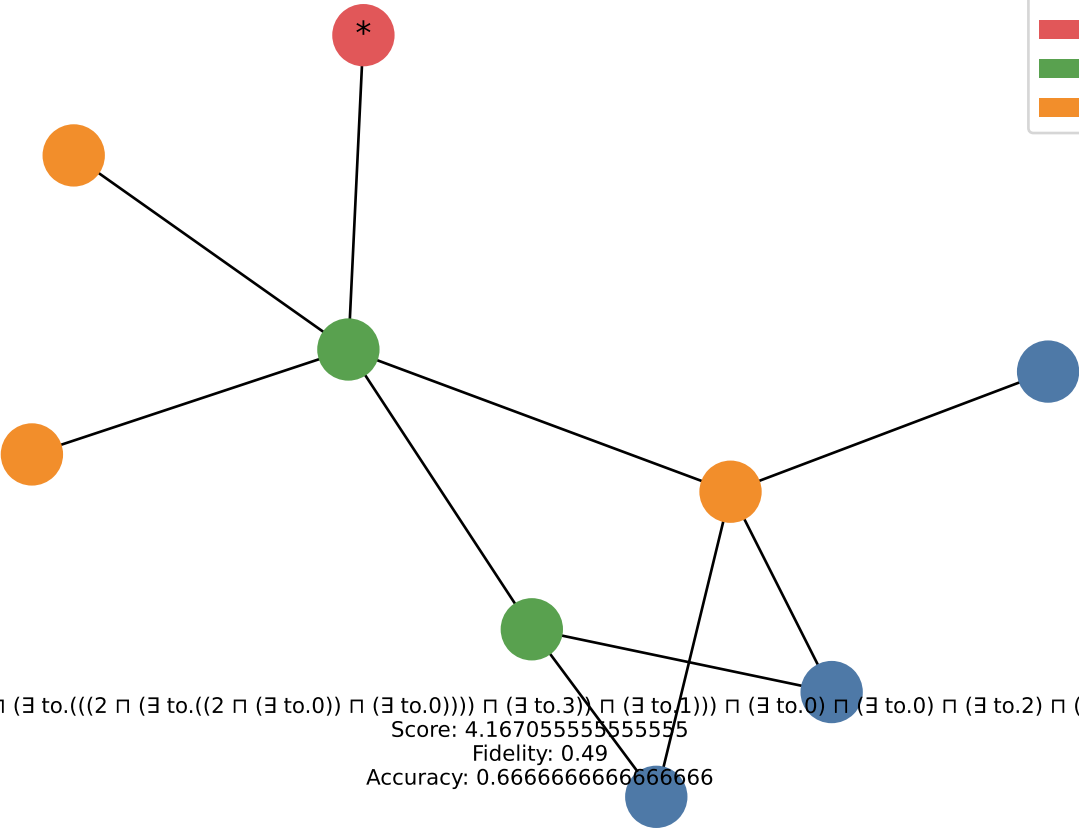 *
⊓ (∃ to.(((2 ⊓ (∃ to.((2 ⊓ (∃ to.0)) ⊓ (∃ to.0)))) ⊓ (∃ to.3)) ⊓ (∃ to.1))) ⊓ (∃ to.0) ⊓ (∃ to.0) ⊓ (∃ to.2) ⊓ (
Score: 4.167055555555555
Fidelity: 0.49
Accuracy: 0.6666666666666666